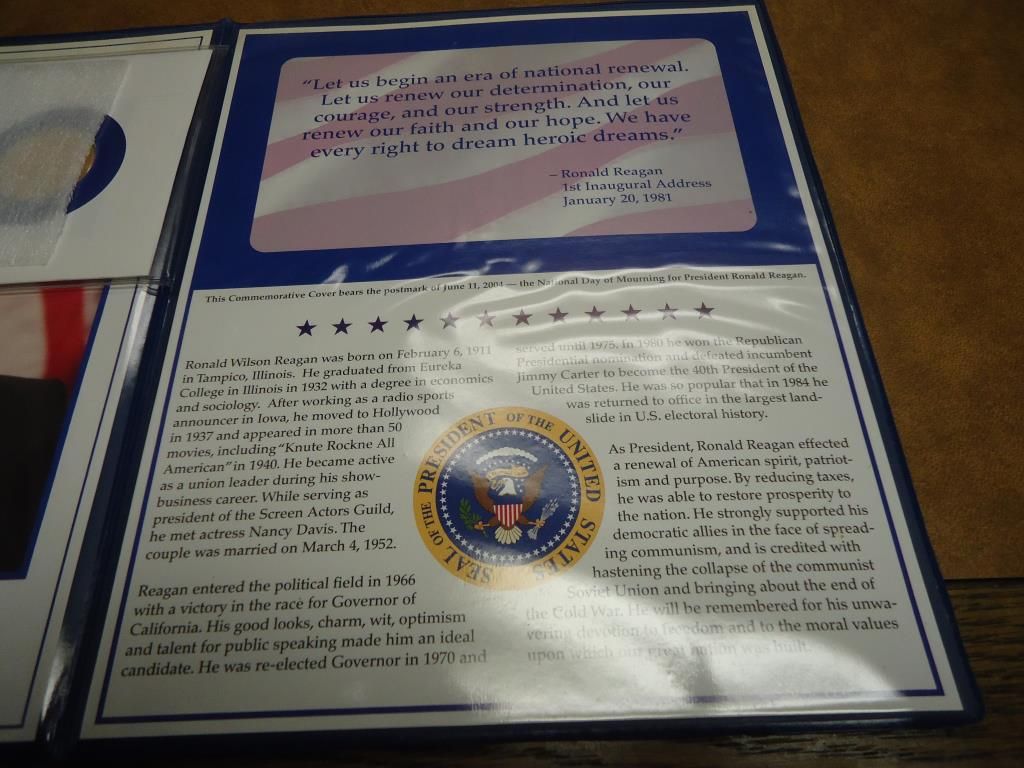 “Let us begin an era of national renewal.
Let us renew our determination, our
courage, and our strength. And let us
renew our faith and our hope. We have
every right to dream heroic dreams.”
– Ronald Reagan
1st Inaugural Address
January 20, 1981
This Commemorative Cover bears the postmark of June 11, 2004 — the National Day of Mourning for President Ronald Reagan.
Ronald Wilson Reagan was born on February 6, 1911
in Tampico, Illinois. He graduated from Eureka
College in Illinois in 1932 with a degree in economics
and sociology. After working as a radio sports
announcer in Iowa, he moved to Hollywood
in 1937 and appeared in more than 50
movies, including “Knute Rockne All
American” in 1940. He became active
as a union leader during his show-
business career. While serving as
president of the Screen Actors Guild,
he met actress Nancy Davis. The
couple was married on March 4, 1952.
Reagan entered the political field in 1966
with a victory in the race for Governor of
California. His good looks, charm, wit, optimism
and talent for public speaking made him an ideal
candidate. He was re-elected Governor in 1970 and
served until 1975. In 1980 he won the Republican
Presidential nomination and defeated incumbent
Jimmy Carter to become the 40th President of the
United States. He was so popular that in 1984 he
was returned to office in the largest land-
slide in U.S. electoral history.
As President, Ronald Reagan effected
a renewal of American spirit, patriot-
ism and purpose. By reducing taxes,
he was able to restore prosperity to
the nation. He strongly supported his
democratic allies in the face of spread-
ing communism, and is credited with
hastening the collapse of the communist
Soviet Union and bringing about the end of
the Cold War. He will be remembered for his unwa-
vering devotion to freedom and to the moral values
upon which our great nation was built.
SEAL OF THE PRESIDENT OF THE UNITED STATES